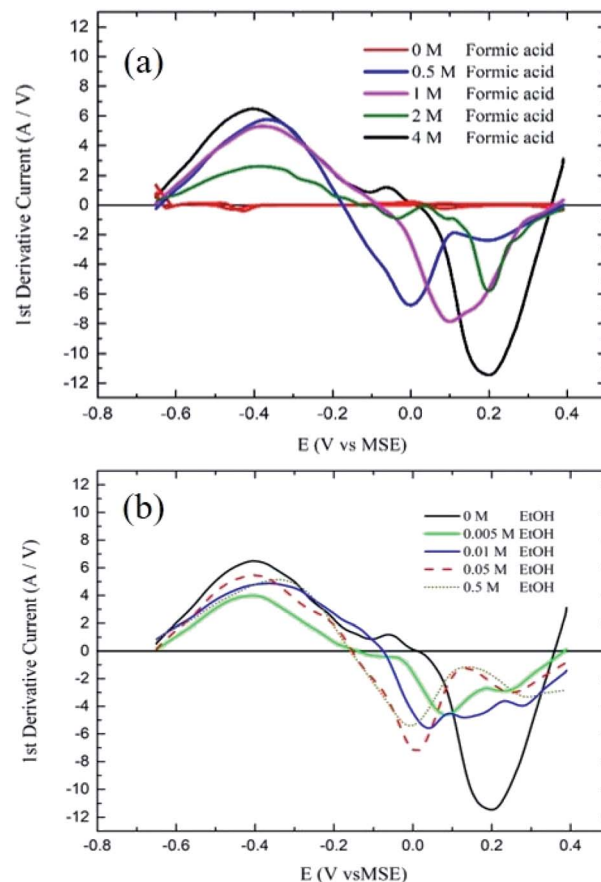 (a)
0 M Formic acid
0.5 M Formic acid
1 M Formic acid
2 M Formic acid
4 M Formic acid
12
10
8
6
4
2
0
-2
-4
-6
-8
-10
-12
1st Derivative Current (A / V)
-0.8 -0.6 -0.4 -0.2 0.0 0.2 0.4
E (V vs MSE)
(b)
0 M EtOH
0.005 M EtOH
0.01 M EtOH
0.05 M EtOH
0.5 M EtOH
12
10
8
6
4
2
0
-2
-4
-6
-8
-10
-12
1st Derivative Current (A / V)
-0.8 -0.6 -0.4 -0.2 0.0 0.2 0.4
E (V vsMSE)